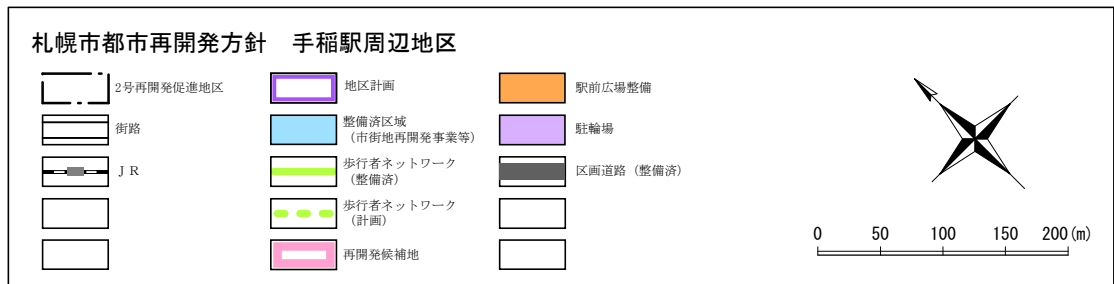 札幌市都市再開発方針　手稲駅周辺地区
2号再開発促進地区
街路
ＪＲ
地区計画
整備済区域
（市街地再開発事業等）
歩行者ネットワーク
（整備済）
歩行者ネットワーク
（計画）
再開発候補地
駅前広場整備
駐輪場
区画道路（整備済）
0 50 100 150 200(m)